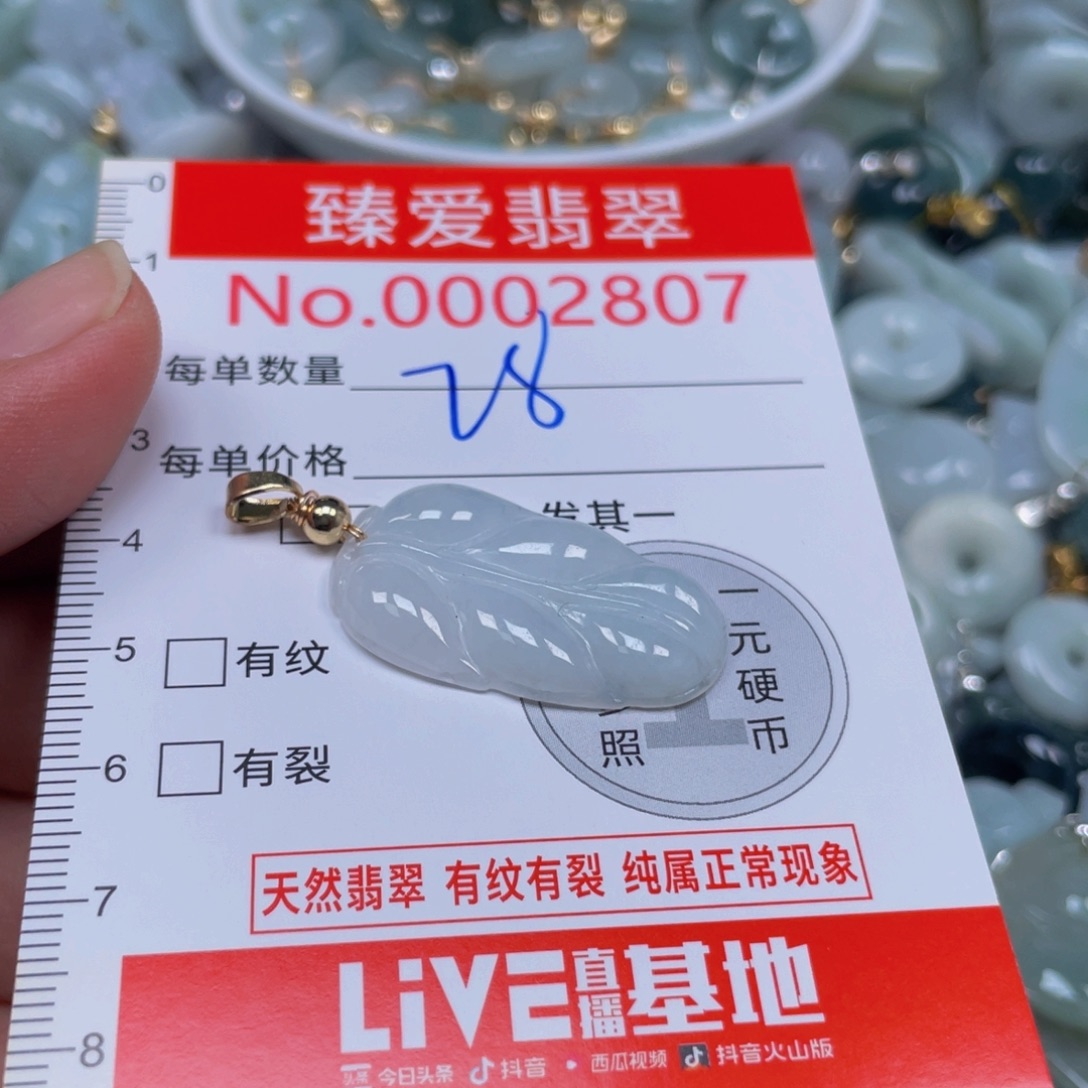 臻爱翡翠
No.0002807
每单数量 28
每单价格
发其一
一元硬币
照
有纹
有裂
天然翡翠 有纹有裂 纯属正常现象
LiVE直播基地
头条 今日头条 抖音 西瓜视频 抖音火山版
0
1
3
4
5
6
7
8